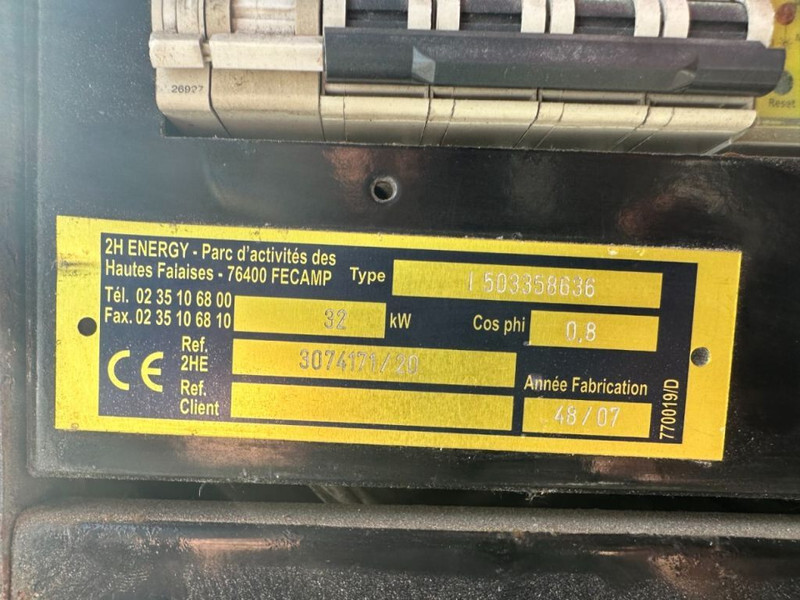 26927
Reset
2H ENERGY - Parc d'activités des
Hautes Falaises - 76400 FECAMP
Type I 503358636
Tél. 02 35 10 68 00
Fax. 02 35 10 68 10
32 kW
Cos phi 0,8
CE
Ref. 2HE 3074171/20
Ref. Client
Année Fabrication
48/07
770019/D